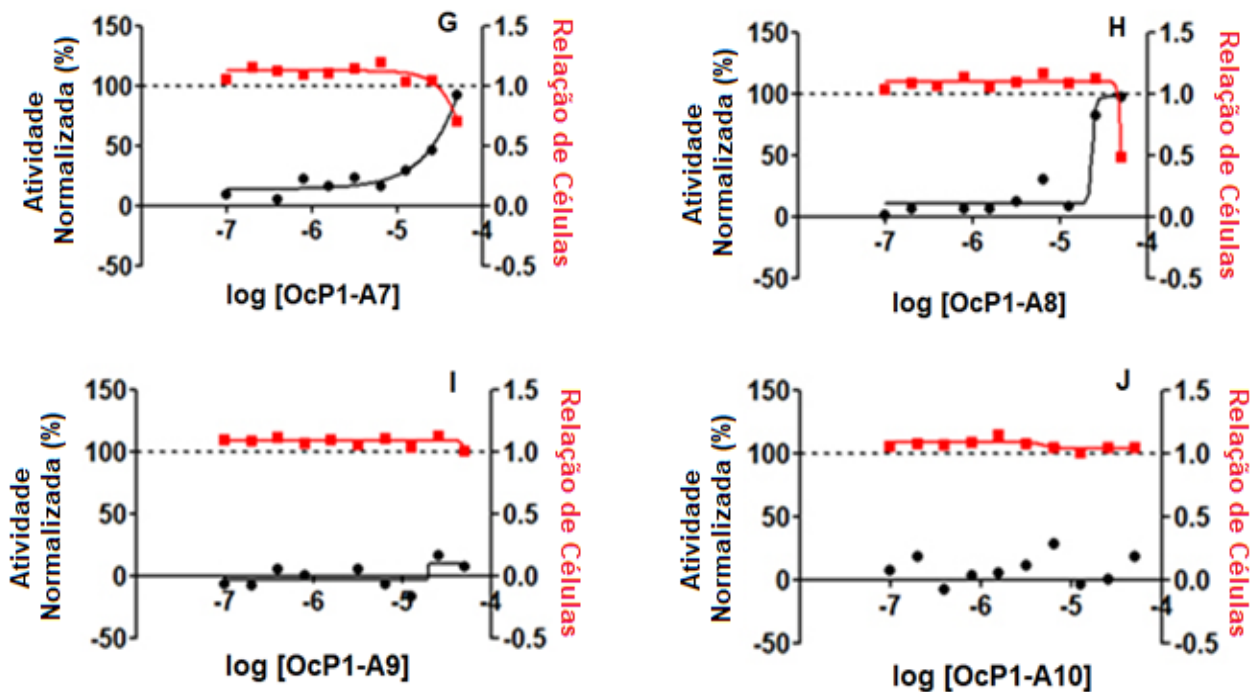 G
150
100
50
0
-50
1.5
1.0
0.5
0.0
-0.5
-7
-6
-5
-4
Atividade
Normalizada (%)
Relação de Células
log [OcP1-A7]
H
150
100
50
0
-50
1.5
1.0
0.5
0.0
-0.5
-7
-6
-5
-4
Atividade
Normalizada (%)
Relação de Células
log [OcP1-A8]
I
150
100
50
0
-50
1.5
1.0
0.5
0.0
-0.5
-7
-6
-5
-4
Atividade
Normalizada (%)
Relação de Células
log [OcP1-A9]
J
150
100
50
0
-50
1.5
1.0
0.5
0.0
-0.5
-7
-6
-5
-4
Atividade
Normalizada (%)
Relação de Células
log [OcP1-A10]